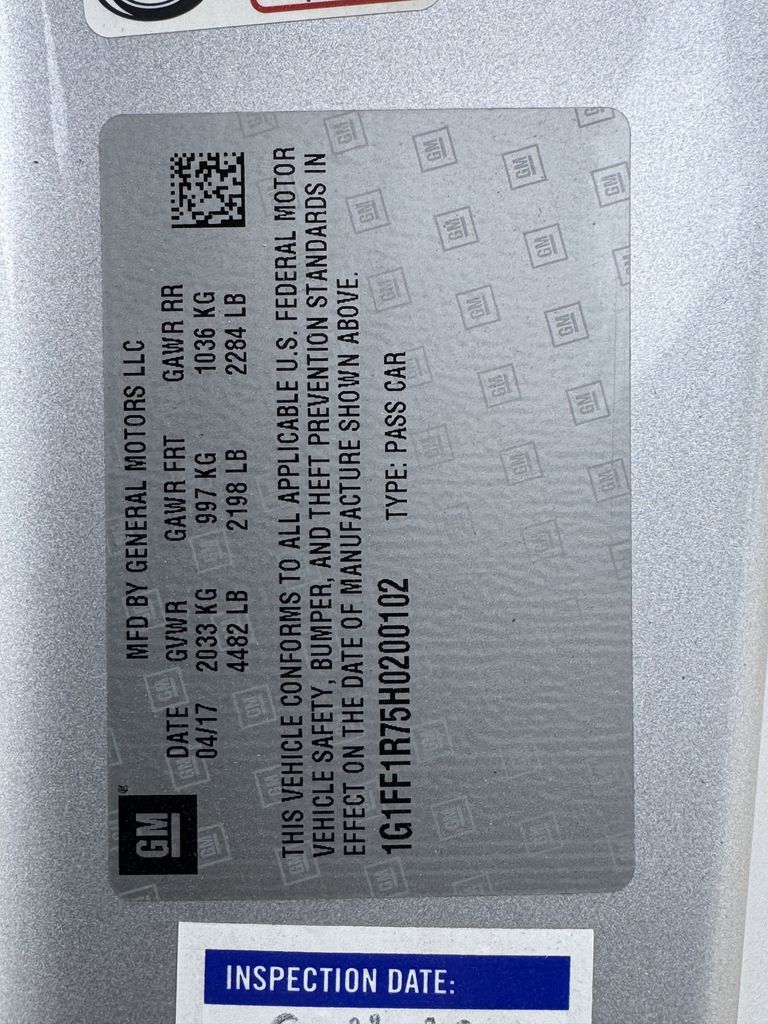 GM
MFD BY GENERAL MOTORS LLC
DATE GVWR GAWR FRT GAWR RR
04/17 2033 KG 997 KG 1036 KG
4482 LB 2198 LB 2284 LB
THIS VEHICLE CONFORMS TO ALL APPLICABLE U.S. FEDERAL MOTOR
VEHICLE SAFETY, BUMPER, AND THEFT PREVENTION STANDARDS IN
EFFECT ON THE DATE OF MANUFACTURE SHOWN ABOVE.
1G1FF1R75H0200102 TYPE: PASS CAR
INSPECTION DATE: